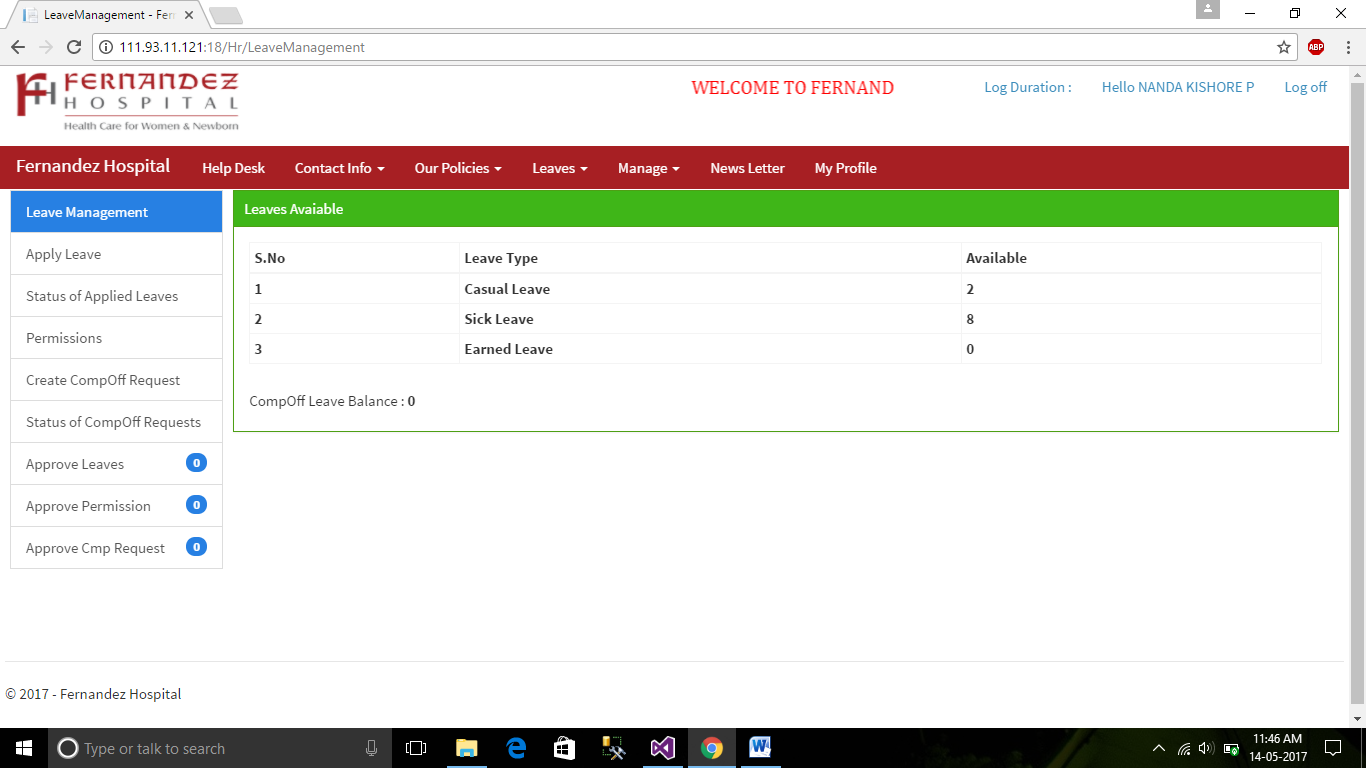 LeaveManagement - Fer
111.93.11.121:18/Hr/LeaveManagement
ABP
FERNANDEZ
HOSPITAL
Health Care for Women & Newborn
WELCOME TO FERNAND
Log Duration :
Hello NANDA KISHORE P
Log off
Fernandez Hospital
Help Desk
Contact Info
Our Policies
Leaves
Manage
News Letter
My Profile
Leave Management
Apply Leave
Status of Applied Leaves
Permissions
Create CompOff Request
Status of CompOff Requests
Approve Leaves 0
Approve Permission 0
Approve Cmp Request 0
Leaves Avaiable
S.No Leave Type Available
1 Casual Leave 2
2 Sick Leave 8
3 Earned Leave 0
CompOff Leave Balance : 0
© 2017 - Fernandez Hospital
Type or talk to search
11:46 AM
14-05-2017